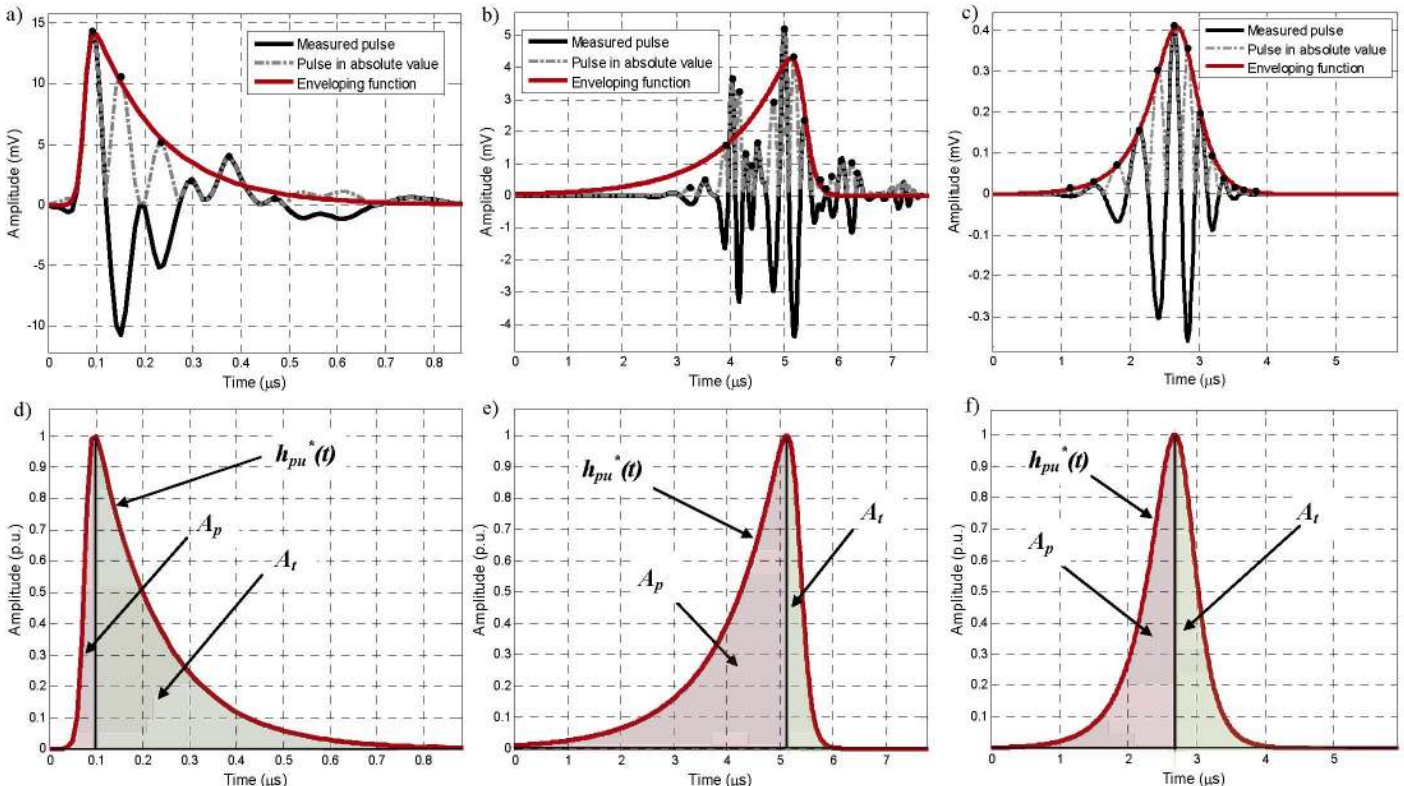 a)
15
10
5
0
-5
-10
Amplitude (mV)
Measured pulse
Pulse in absolute value
Enveloping function
0 0.1 0.2 0.3 0.4 0.5 0.6 0.7 0.8
Time (μs)
b)
5
4
3
2
1
0
-1
-2
-3
-4
Amplitude (mV)
Measured pulse
Pulse in absolute value
Enveloping function
0 1 2 3 4 5 6 7
Time (μs)
c)
0.4
0.3
0.2
0.1
0
-0.1
-0.2
-0.3
Amplitude (mV)
Measured pulse
Pulse in absolute value
Enveloping function
0 1 2 3 4 5
Time (μs)
d)
1
0.9
0.8
0.7
0.6
0.5
0.4
0.3
0.2
0.1
0
Amplitude (p.u.)
h_pu*(t)
A_p
A_t
0 0.1 0.2 0.3 0.4 0.5 0.6 0.7 0.8
Time (μs)
e)
1
0.9
0.8
0.7
0.6
0.5
0.4
0.3
0.2
0.1
0
Amplitude (p.u.)
h_pu*(t)
A_t
A_p
0 1 2 3 4 5 6 7
Time (μs)
f)
1
0.9
0.8
0.7
0.6
0.5
0.4
0.3
0.2
0.1
Amplitude (p.u.)
h_pu*(t)
A_t
A_p
0 1 2 3 4 5
Time (μs)